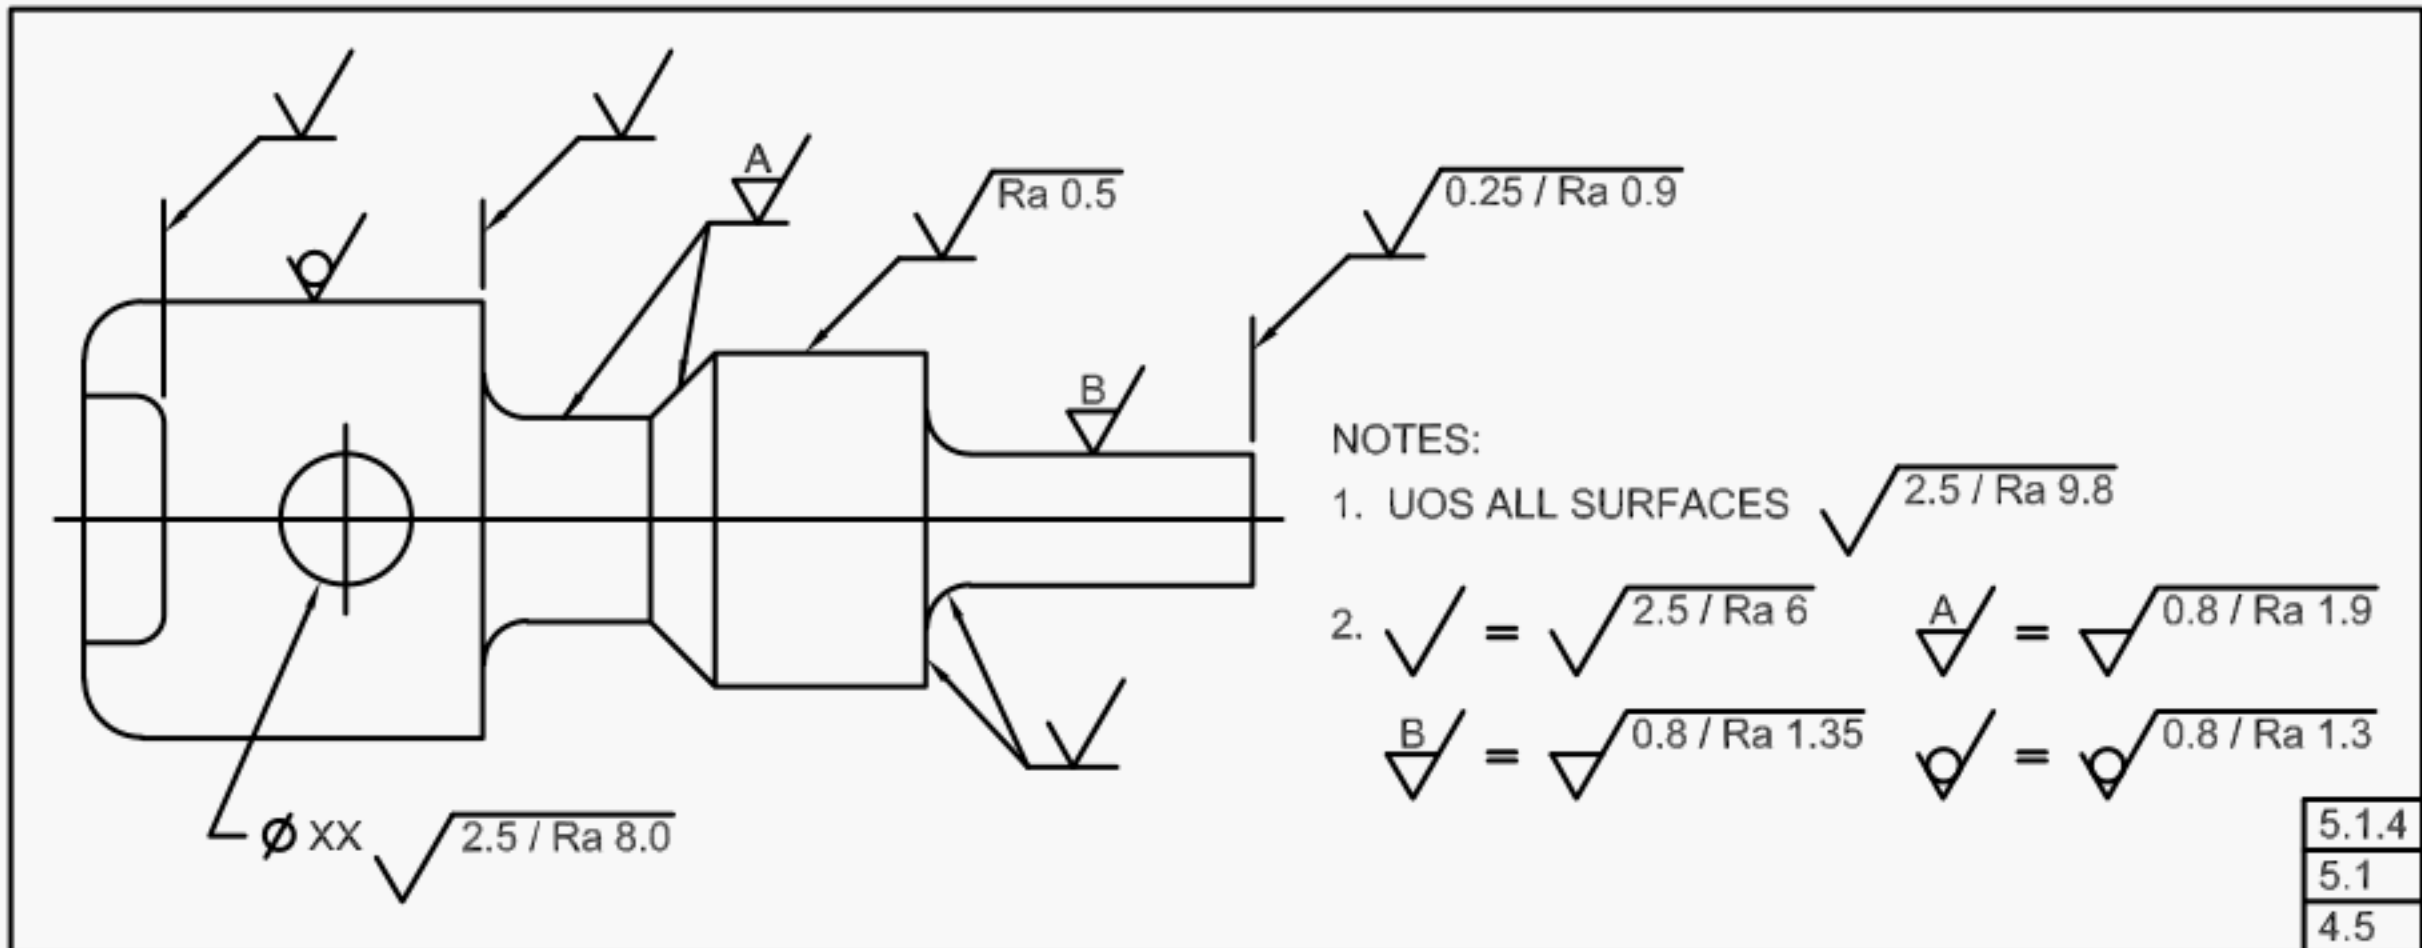 A
Ra 0.5
0.25 / Ra 0.9
B
NOTES:
1. UOS ALL SURFACES 2.5 / Ra 9.8
2. = 2.5 / Ra 6 A = 0.8 / Ra 1.9
B = 0.8 / Ra 1.35 = 0.8 / Ra 1.3
Ø XX 2.5 / Ra 8.0
5.1.4
5.1
4.5